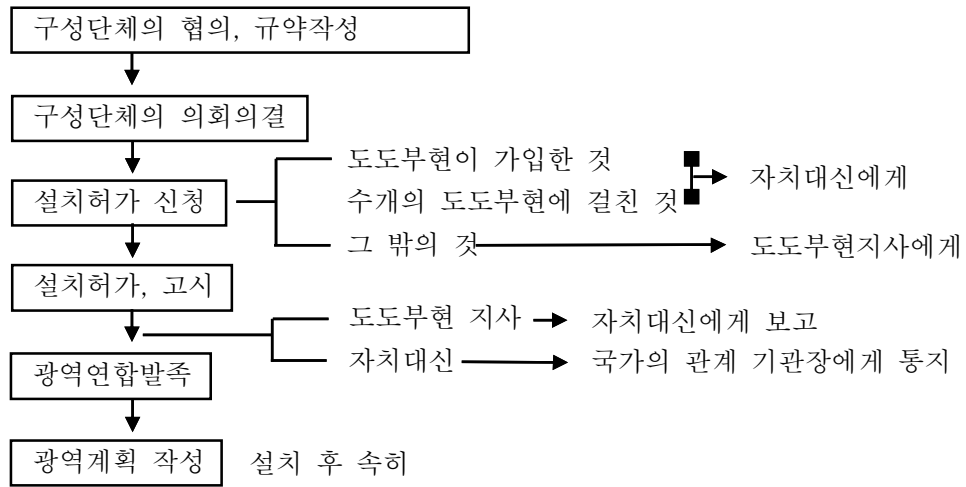 구성단체의 협의, 규약작성
구성단체의 의회의결
도도부현이 가입한 것
자치대신에게
설치허가 신청
수개의 도도부현에 걸친 것
그 밖의 것
도도부현지사에게
설치허가, 고시
도도부현 지사
자치대신에게 보고
자치대신
국가의 관계 기관장에게 통지
광역연합발족
광역계획 작성
설치 후 속히